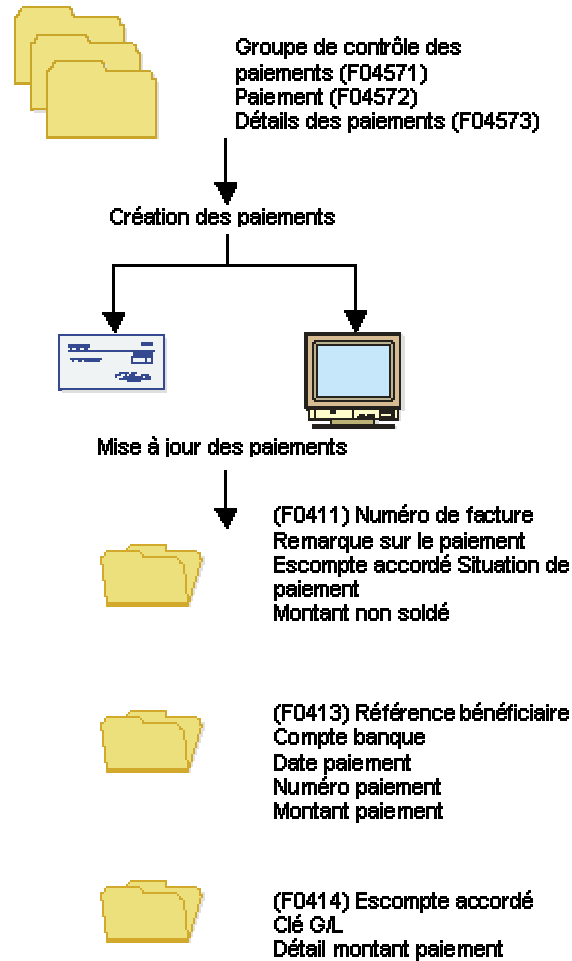 Groupe de contrôle des
paiements (F04571)
Paiement (F04572)
Détails des paiements (F04573)
Création des paiements
Mise à jour des paiements
(F0411) Numéro de facture
Remarque sur le paiement
Escompte accordé Situation de
paiement
Montant non soldé
(F0413) Référence bénéficiaire
Compte banque
Date paiement
Numéro paiement
Montant paiement
(F0414) Escompte accordé
Clé G/L
Détail montant paiement